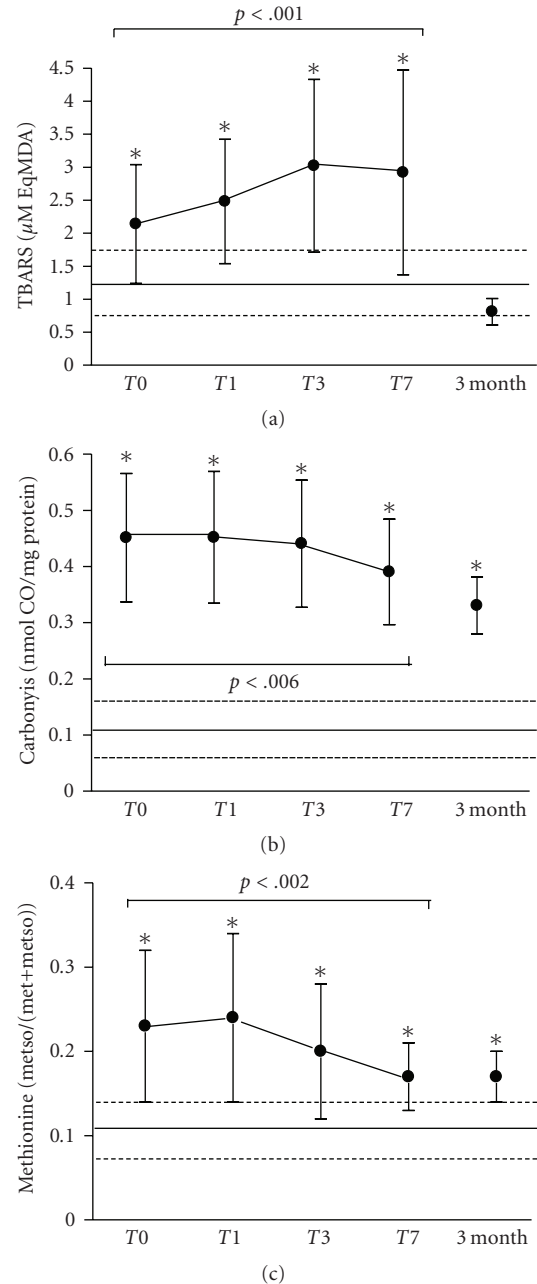 p < .001
* * * *
4.5
4
3.5
3
2.5
2
1.5
1
0.5
0
TBARS (μM EqMDA)
T0 T1 T3 T7 3 month
(a)
* * * * *
0.6
0.5
0.4
0.3
0.2
0.1
0
Carbonyis (nmol CO/mg protein)
p < .006
T0 T1 T3 T7 3 month
(b)
p < .002
* * * * *
0.4
0.3
0.2
0.1
0
Methionine (metso/(met+metso))
T0 T1 T3 T7 3 month
(c)